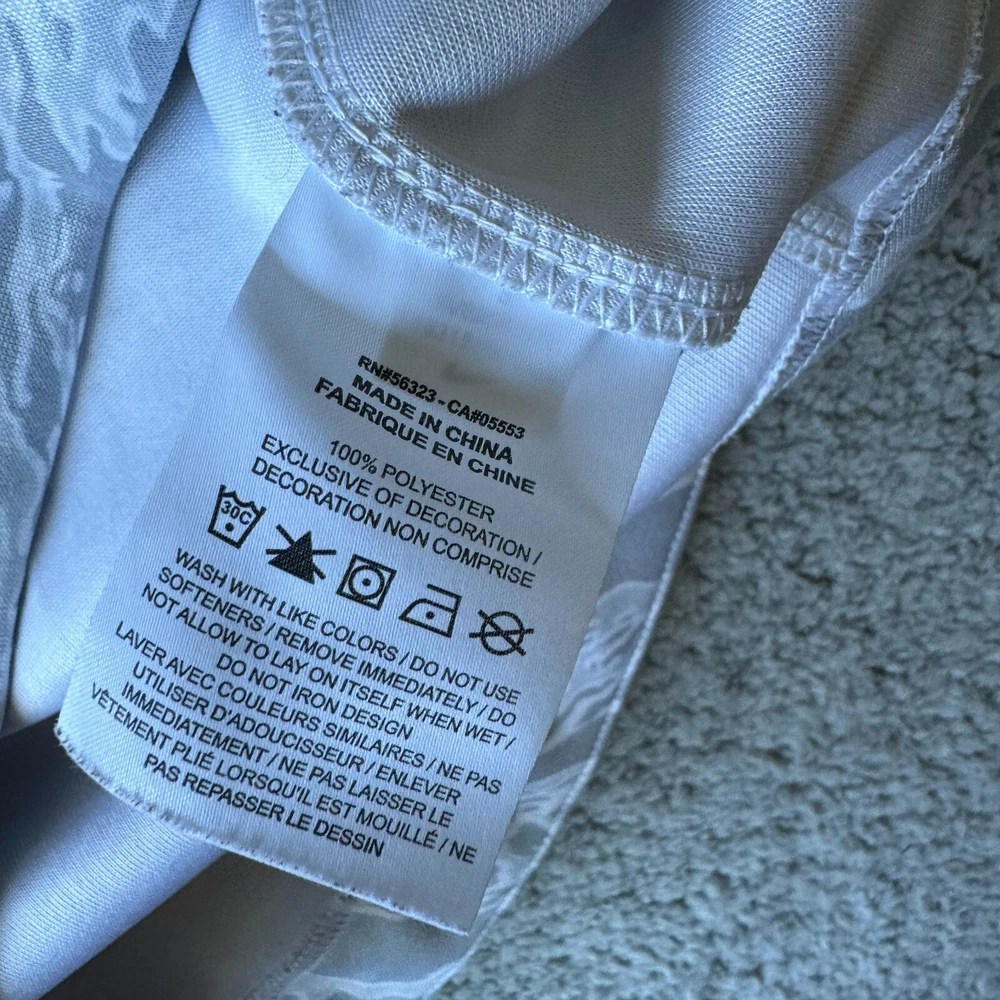 RN#56323 - CA#05553
MADE IN CHINA
FABRIQUE EN CHINE
100% POLYESTER
EXCLUSIVE OF DECORATION /
DECORATION NON COMPRISE
30C
WASH WITH LIKE COLORS / DO NOT USE
SOFTENERS / REMOVE IMMEDIATELY / DO
NOT ALLOW TO LAY ON ITSELF WHEN WET /
DO NOT IRON DESIGN
LAVER AVEC COULEURS SIMILAIRES / NE PAS
UTILISER D'ADOUCISSEUR / ENLEVER
IMMEDIATEMENT / NE PAS LAISSER LE
VÊTEMENT PLIÉ LORSQU'IL EST MOUILLÉ / NE
PAS REPASSER LE DESSIN